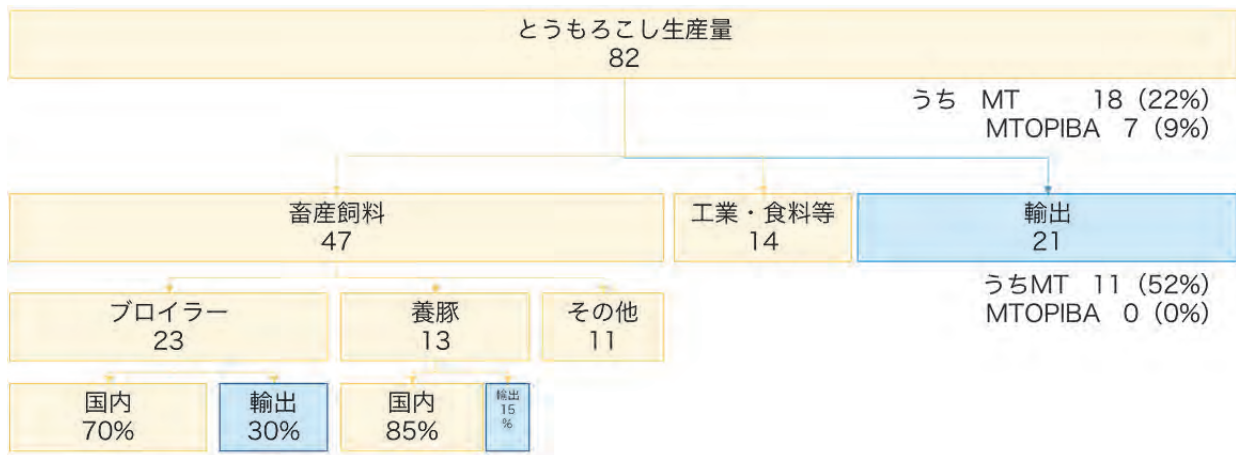 とうもろこし生産量
82
うち　MT　18（22%）
MTOPIBA　7（9%）
畜産飼料
47
工業・食料等
14
輸出
21
うちMT　11（52%）
MTOPIBA　0（0%）
ブロイラー
23
養豚
13
その他
11
国内
70%
輸出
30%
国内
85%
輸出
15
%